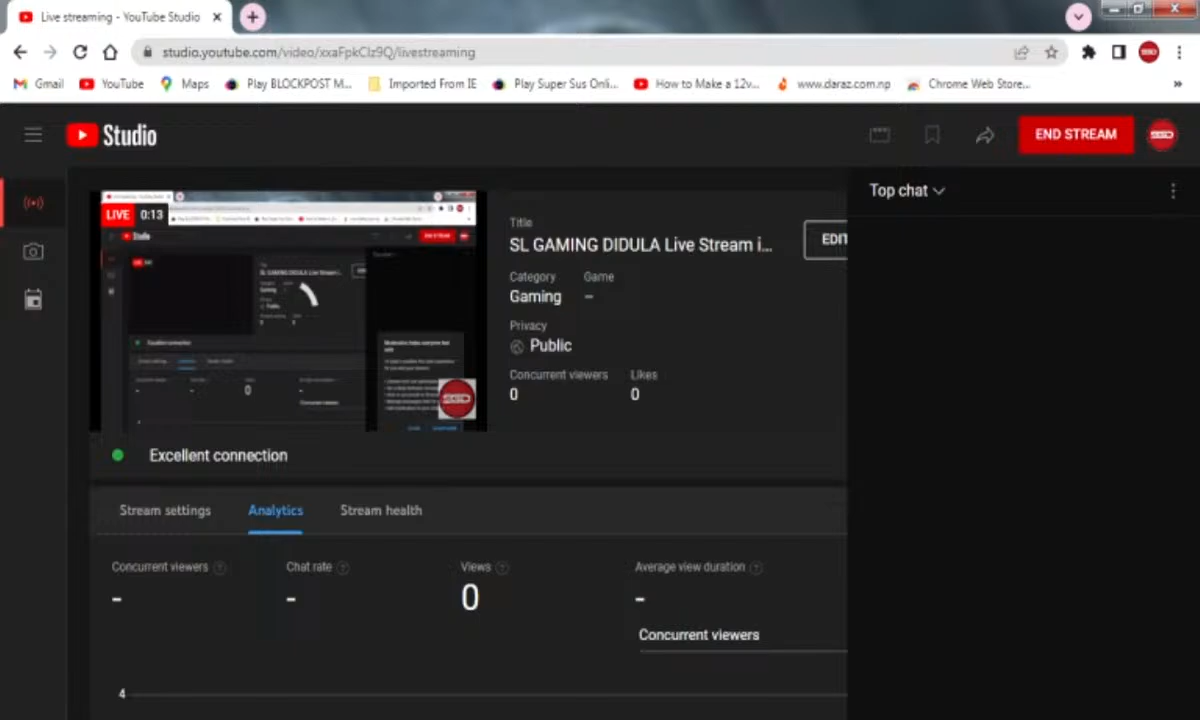 Live streaming - YouTube Studio
studio.youtube.com/video/xxaFpkClz9Q/livestreaming
Gmail YouTube Maps Play BLOCKPOST M... Imported From IE Play Super Sus Onli... How to Make a 12v... www.daraz.com.np Chrome Web Store... »
Studio
END STREAM
Top chat
LIVE 0:13
Title
SL GAMING DIDULA Live Stream i...
EDIT
Category Game
Gaming –
Privacy
Public
Concurrent viewers Likes
0 0
Excellent connection
Stream settings Analytics Stream health
Concurrent viewers Chat rate Views Average view duration
- - 0 -
Concurrent viewers
4